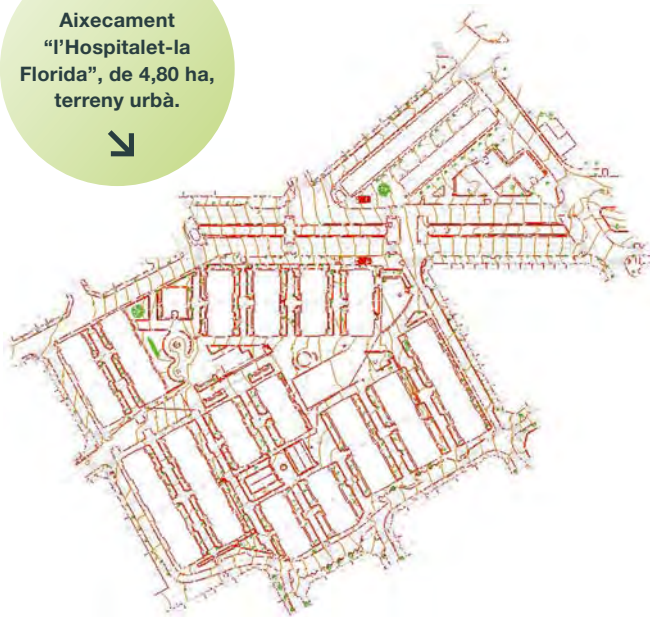 Aixecament
“l’Hospitalet-la
Florida”, de 4,80 ha,
terreny urbà.